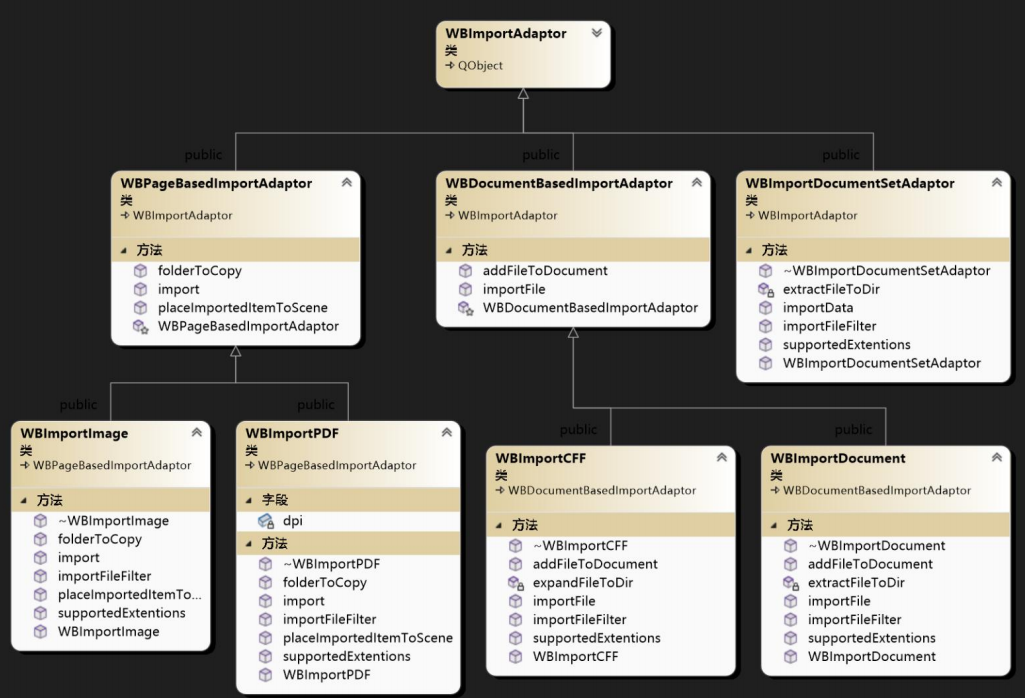 WBImportAdaptor
类
QObject
public
public
public
WBPageBasedImportAdaptor
类
WBImportAdaptor
方法
folderToCopy
import
placeImportedItemToScene
WBPageBasedImportAdaptor
WBDocumentBasedImportAdaptor
类
WBImportAdaptor
方法
addFileToDocument
importFile
WBDocumentBasedImportAdaptor
WBImportDocumentSetAdaptor
类
WBImportAdaptor
方法
~WBImportDocumentSetAdaptor
extractFileToDir
importData
importFileFilter
supportedExtentions
WBImportDocumentSetAdaptor
public
public
public
public
WBImportImage
类
WBPageBasedImportAdaptor
方法
~WBImportImage
folderToCopy
import
importFileFilter
placeImportedItemTo...
supportedExtentions
WBImportImage
WBImportPDF
类
WBPageBasedImportAdaptor
字段
dpi
方法
~WBImportPDF
folderToCopy
import
importFileFilter
placeImportedItemToScene
supportedExtentions
WBImportPDF
WBImportCFF
类
WBDocumentBasedImportAdaptor
方法
~WBImportCFF
addFileToDocument
expandFileToDir
importFile
importFileFilter
supportedExtentions
WBImportCFF
WBImportDocument
类
WBDocumentBasedImportAdaptor
方法
~WBImportDocument
addFileToDocument
extractFileToDir
importFile
importFileFilter
supportedExtentions
WBImportDocument